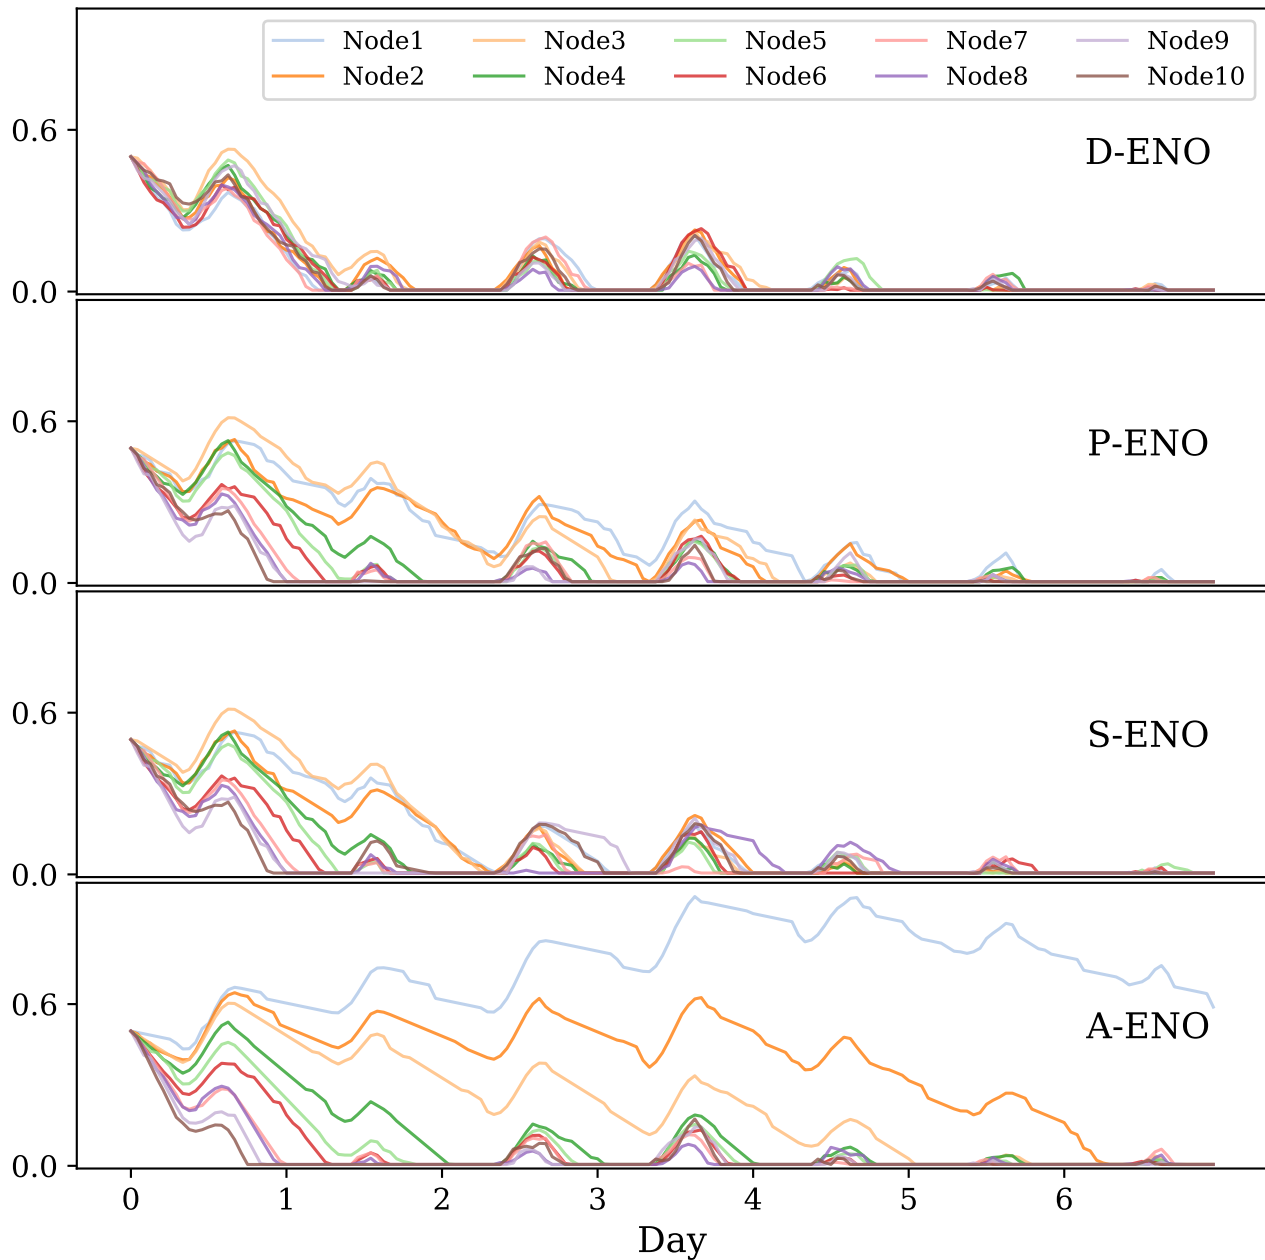 Node1 Node3 Node5 Node7 Node9
Node2 Node4 Node6 Node8 Node10
0.6
D-ENO
0.0
0.6
P-ENO
0.0
0.6
S-ENO
0.0
0.6
A-ENO
0.0
0 1 2 3 4 5 6
Day